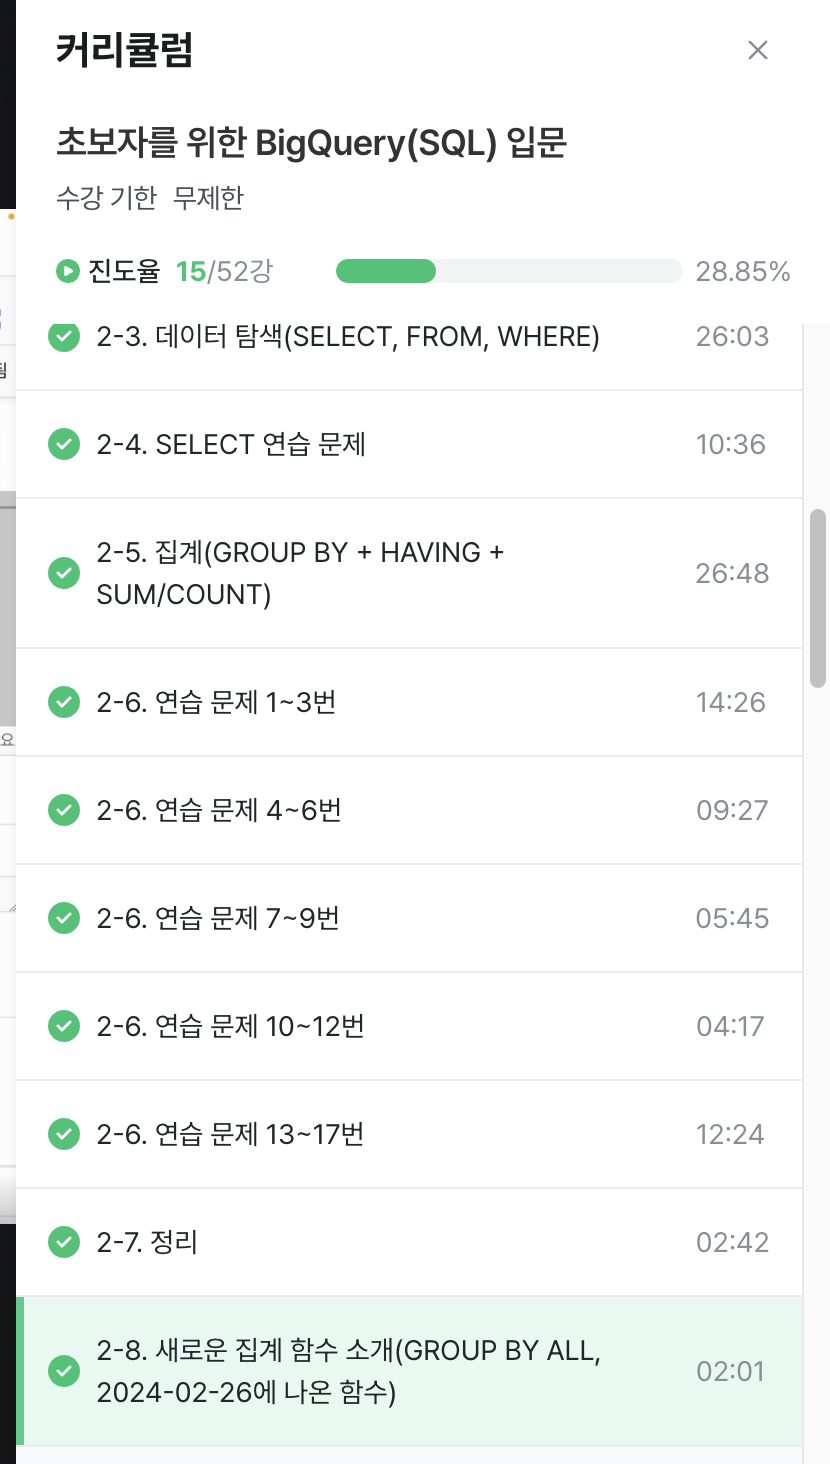 커리큘럼
초보자를 위한 BigQuery(SQL) 입문
수강 기한 무제한
진도율 15/52강 28.85%
2-3. 데이터 탐색(SELECT, FROM, WHERE) 26:03
2-4. SELECT 연습 문제 10:36
2-5. 집계(GROUP BY + HAVING +
SUM/COUNT) 26:48
2-6. 연습 문제 1~3번 14:26
2-6. 연습 문제 4~6번 09:27
2-6. 연습 문제 7~9번 05:45
2-6. 연습 문제 10~12번 04:17
2-6. 연습 문제 13~17번 12:24
2-7. 정리 02:42
2-8. 새로운 집계 함수 소개(GROUP BY ALL,
2024-02-26에 나온 함수) 02:01
요